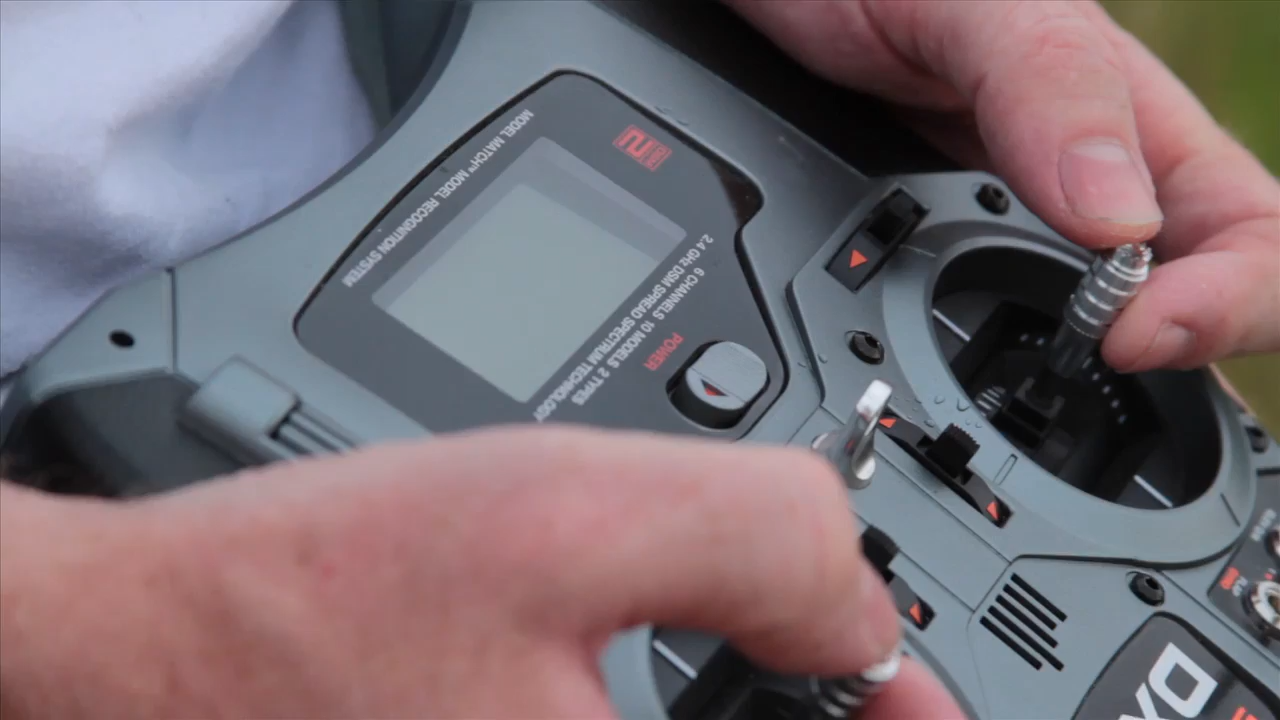 MODEL MATCH™ MODEL RECOGNITION SYSTEM
2.4 GHz DSM SPREAD SPECTRUM TECHNOLOGY
6 CHANNELS 10 MODELS 2 TYPES
POWER
DX